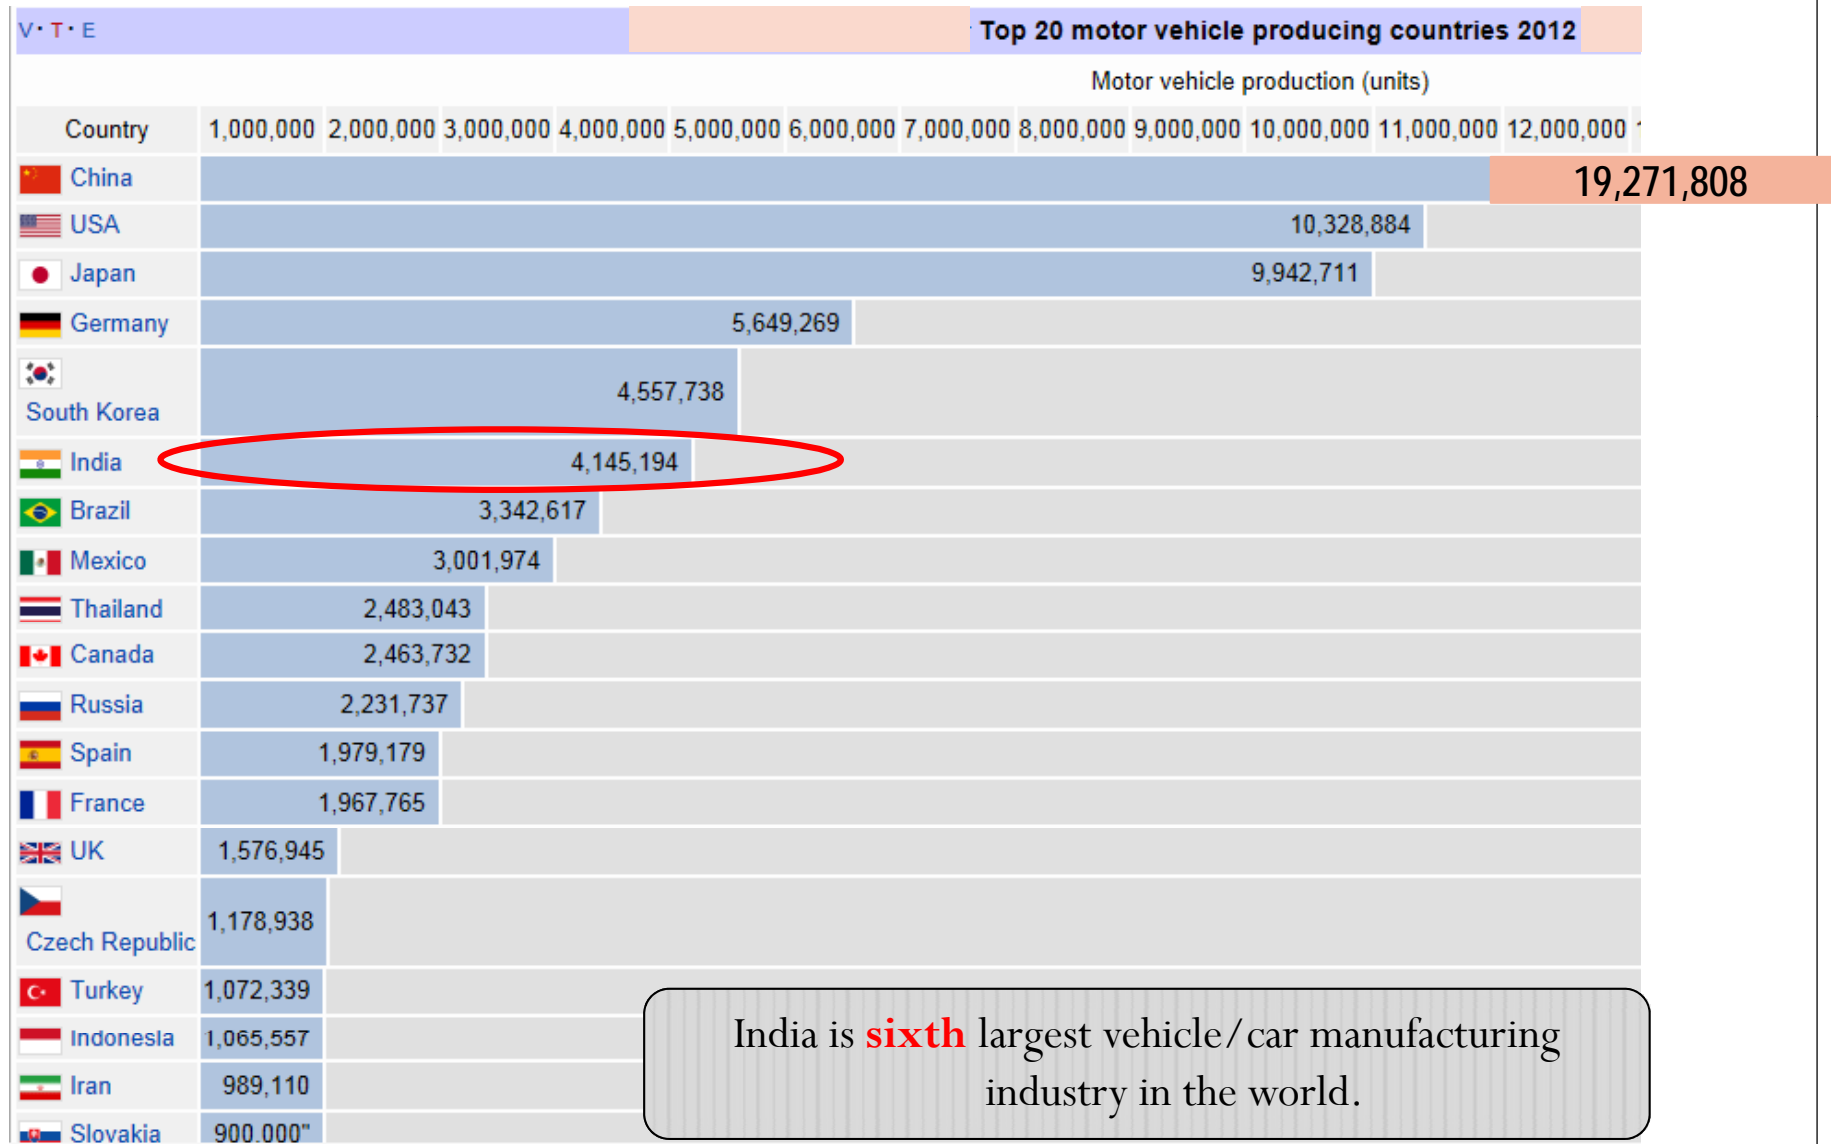 V · T · E
Top 20 motor vehicle producing countries 2012
Motor vehicle production (units)
Country 1,000,000 2,000,000 3,000,000 4,000,000 5,000,000 6,000,000 7,000,000 8,000,000 9,000,000 10,000,000 11,000,000 12,000,000
China 19,271,808
USA 10,328,884
Japan 9,942,711
Germany 5,649,269
South Korea 4,557,738
India 4,145,194
Brazil 3,342,617
Mexico 3,001,974
Thailand 2,483,043
Canada 2,463,732
Russia 2,231,737
Spain 1,979,179
France 1,967,765
UK 1,576,945
Czech Republic 1,178,938
Turkey 1,072,339
Indonesia 1,065,557
Iran 989,110
Slovakia 900,000"
India is sixth largest vehicle/car manufacturing
industry in the world.